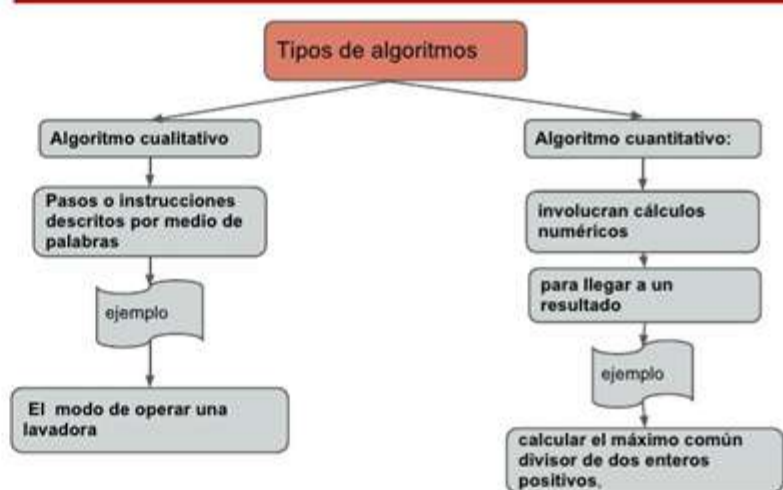 Tipos de algoritmos
Algoritmo cualitativo
Pasos o instrucciones
descritos por medio de
palabras
ejemplo
El modo de operar una
lavadora
Algoritmo cuantitativo:
involucran cálculos
numéricos
para llegar a un
resultado
ejemplo
calcular el máximo común
divisor de dos enteros
positivos,